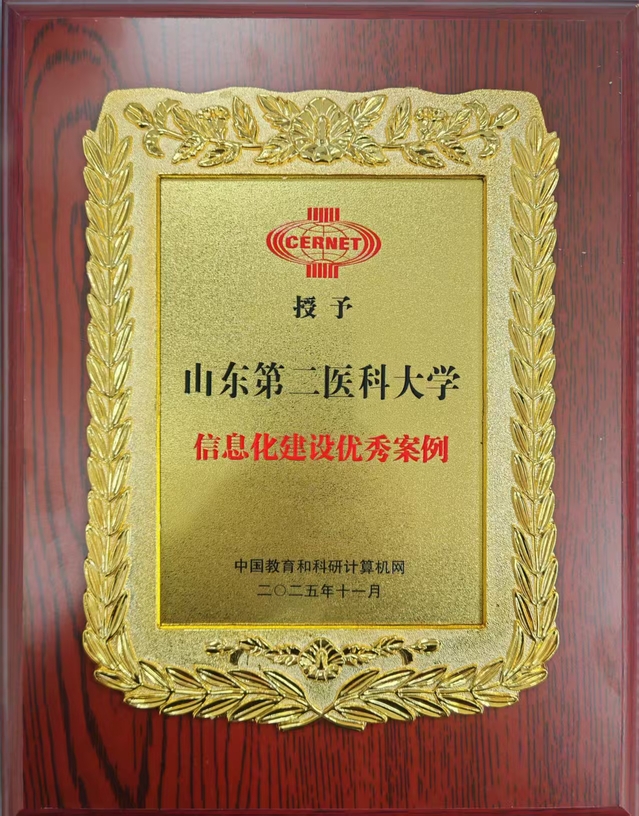 CERNET
授予
山东第二医科大学
信息化建设优秀案例
中国教育和科研计算机网
二〇二五年十一月